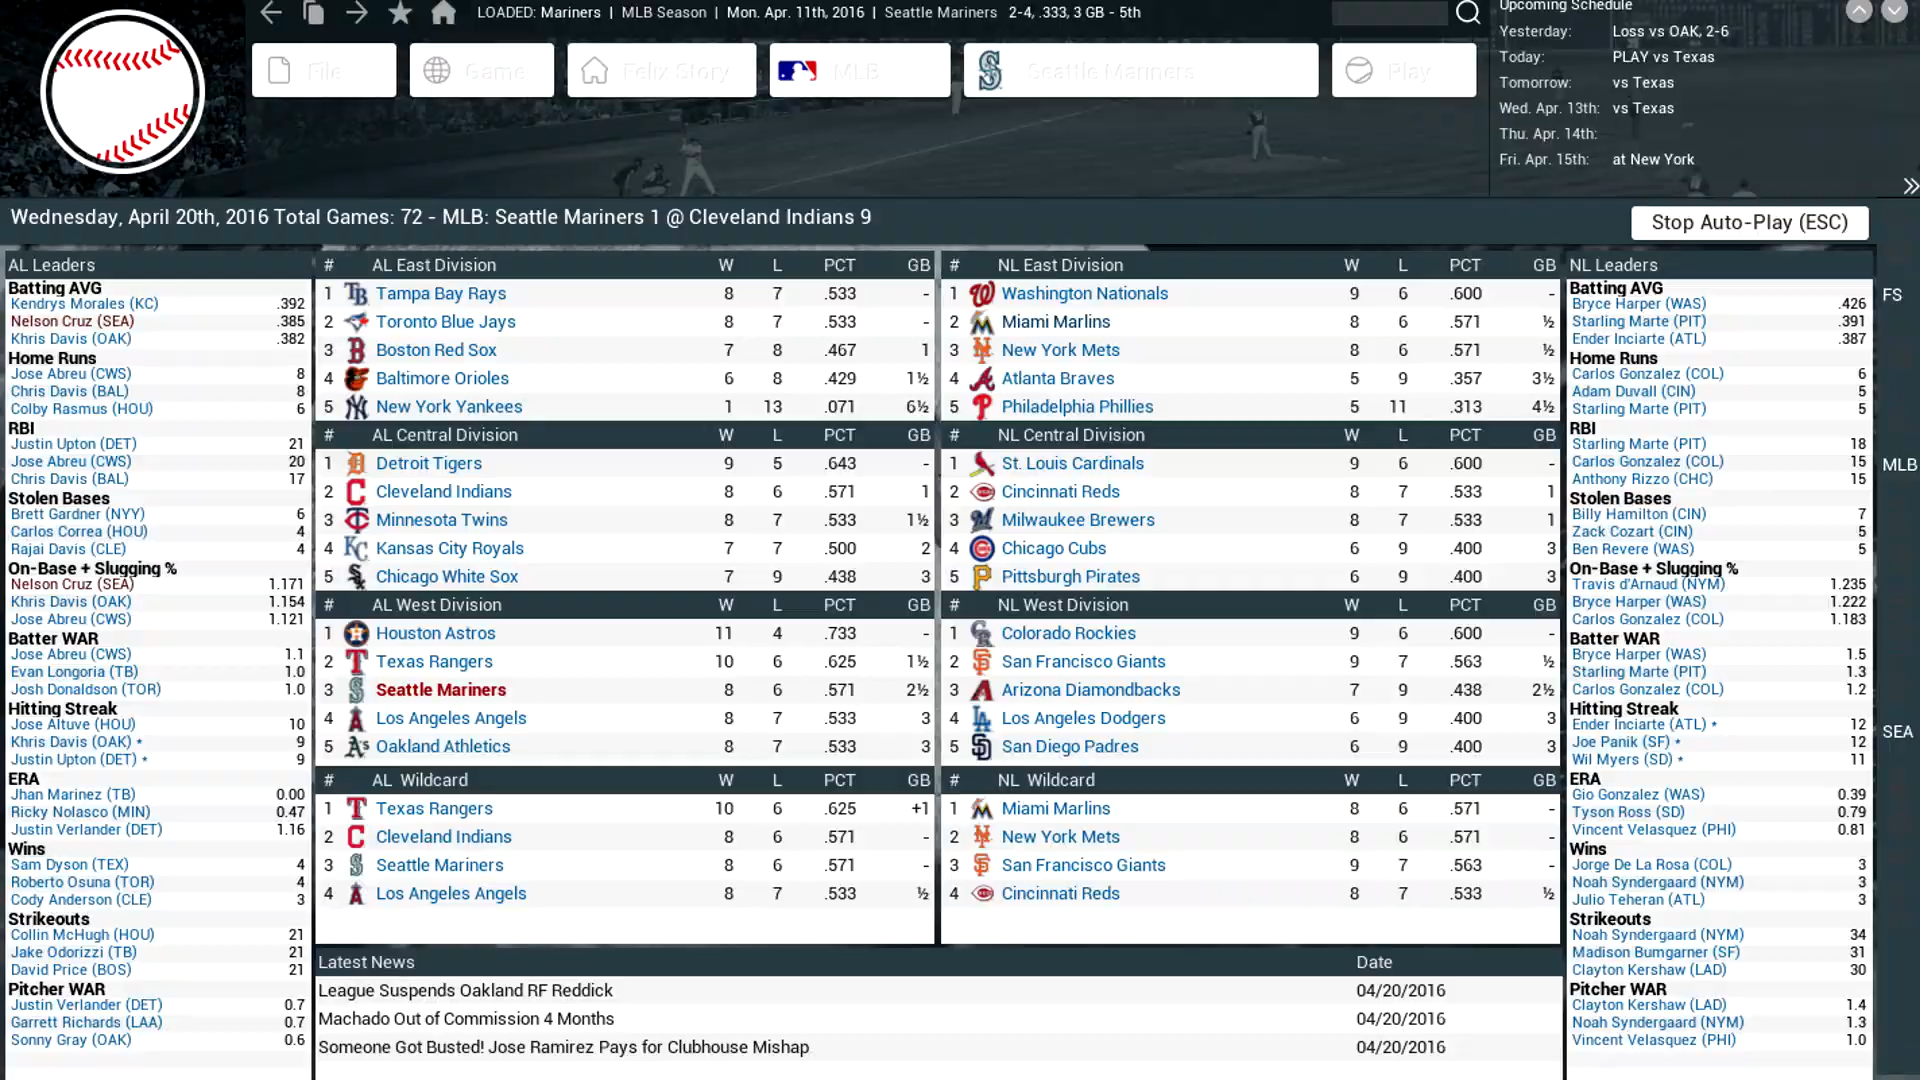 LOADED: Mariners | MLB Season | Mon. Apr. 11th, 2016 | Seattle Mariners 2-4, .333, 3 GB - 5th
Upcoming Schedule
Yesterday: Loss vs OAK, 2-6
Today: PLAY vs Texas
Tomorrow: vs Texas
Wed. Apr. 13th: vs Texas
Thu. Apr. 14th:
Fri. Apr. 15th: at New York
File Game Felix Story MLB Seattle Mariners Play
Wednesday, April 20th, 2016 Total Games: 72 - MLB: Seattle Mariners 1 @ Cleveland Indians 9
Stop Auto-Play (ESC)
AL Leaders
Batting AVG
Kendrys Morales (KC) .392
Nelson Cruz (SEA) .385
Khris Davis (OAK) .382
Home Runs
Jose Abreu (CWS) 8
Chris Davis (BAL) 8
Colby Rasmus (HOU) 6
RBI
Justin Upton (DET) 21
Jose Abreu (CWS) 20
Chris Davis (BAL) 17
Stolen Bases
Brett Gardner (NYY) 6
Carlos Correa (HOU) 4
Rajai Davis (CLE) 4
On-Base + Slugging %
Nelson Cruz (SEA) 1.171
Khris Davis (OAK) 1.154
Jose Abreu (CWS) 1.121
Batter WAR
Jose Abreu (CWS) 1.1
Evan Longoria (TB) 1.0
Josh Donaldson (TOR) 1.0
Hitting Streak
Jose Altuve (HOU) 10
Khris Davis (OAK) * 9
Justin Upton (DET) * 9
ERA
Jhan Marinez (TB) 0.00
Ricky Nolasco (MIN) 0.47
Justin Verlander (DET) 1.16
Wins
Sam Dyson (TEX) 4
Roberto Osuna (TOR) 4
Cody Anderson (CLE) 3
Strikeouts
Collin McHugh (HOU) 21
Jake Odorizzi (TB) 21
David Price (BOS) 21
Pitcher WAR
Justin Verlander (DET) 0.7
Garrett Richards (LAA) 0.7
Sonny Gray (OAK) 0.6
# AL East Division W L PCT GB
1 Tampa Bay Rays 8 7 .533 -
2 Toronto Blue Jays 8 7 .533 -
3 Boston Red Sox 7 8 .467 1
4 Baltimore Orioles 6 8 .429 1½
5 New York Yankees 1 13 .071 6½
# AL Central Division W L PCT GB
1 Detroit Tigers 9 5 .643 -
2 Cleveland Indians 8 6 .571 1
3 Minnesota Twins 8 7 .533 1½
4 Kansas City Royals 7 7 .500 2
5 Chicago White Sox 7 9 .438 3
# AL West Division W L PCT GB
1 Houston Astros 11 4 .733 -
2 Texas Rangers 10 6 .625 1½
3 Seattle Mariners 8 6 .571 2½
4 Los Angeles Angels 8 7 .533 3
5 Oakland Athletics 8 7 .533 3
# AL Wildcard W L PCT GB
1 Texas Rangers 10 6 .625 +1
2 Cleveland Indians 8 6 .571 -
3 Seattle Mariners 8 6 .571 -
4 Los Angeles Angels 8 7 .533 ½
# NL East Division W L PCT GB
1 Washington Nationals 9 6 .600 -
2 Miami Marlins 8 6 .571 ½
3 New York Mets 8 6 .571 ½
4 Atlanta Braves 5 9 .357 3½
5 Philadelphia Phillies 5 11 .313 4½
# NL Central Division W L PCT GB
1 St. Louis Cardinals 9 6 .600 -
2 Cincinnati Reds 8 7 .533 1
3 Milwaukee Brewers 8 7 .533 1
4 Chicago Cubs 6 9 .400 3
5 Pittsburgh Pirates 6 9 .400 3
# NL West Division W L PCT GB
1 Colorado Rockies 9 6 .600 -
2 San Francisco Giants 9 7 .563 ½
3 Arizona Diamondbacks 7 9 .438 2½
4 Los Angeles Dodgers 6 9 .400 3
5 San Diego Padres 6 9 .400 3
# NL Wildcard W L PCT GB
1 Miami Marlins 8 6 .571 -
2 New York Mets 8 6 .571 -
3 San Francisco Giants 9 7 .563 -
4 Cincinnati Reds 8 7 .533 ½
Latest News Date
League Suspends Oakland RF Reddick 04/20/2016
Machado Out of Commission 4 Months 04/20/2016
Someone Got Busted! Jose Ramirez Pays for Clubhouse Mishap 04/20/2016
NL Leaders
Batting AVG
Bryce Harper (WAS) .426
Starling Marte (PIT) .391
Ender Inciarte (ATL) .387
Home Runs
Carlos Gonzalez (COL) 6
Adam Duvall (CIN) 5
Starling Marte (PIT) 5
RBI
Starling Marte (PIT) 18
Carlos Gonzalez (COL) 15
Anthony Rizzo (CHC) 15
Stolen Bases
Billy Hamilton (CIN) 7
Zack Cozart (CIN) 5
Ben Revere (WAS) 5
On-Base + Slugging %
Travis d'Arnaud (NYM) 1.235
Bryce Harper (WAS) 1.222
Carlos Gonzalez (COL) 1.183
Batter WAR
Bryce Harper (WAS) 1.5
Starling Marte (PIT) 1.3
Carlos Gonzalez (COL) 1.2
Hitting Streak
Ender Inciarte (ATL) * 12
Joe Panik (SF) * 12
Wil Myers (SD) * 11
ERA
Gio Gonzalez (WAS) 0.39
Tyson Ross (SD) 0.79
Vincent Velasquez (PHI) 0.81
Wins
Jorge De La Rosa (COL) 3
Noah Syndergaard (NYM) 3
Julio Teheran (ATL) 3
Strikeouts
Noah Syndergaard (NYM) 34
Madison Bumgarner (SF) 31
Clayton Kershaw (LAD) 30
Pitcher WAR
Clayton Kershaw (LAD) 1.4
Noah Syndergaard (NYM) 1.3
Vincent Velasquez (PHI) 1.0
FS
MLB
SEA